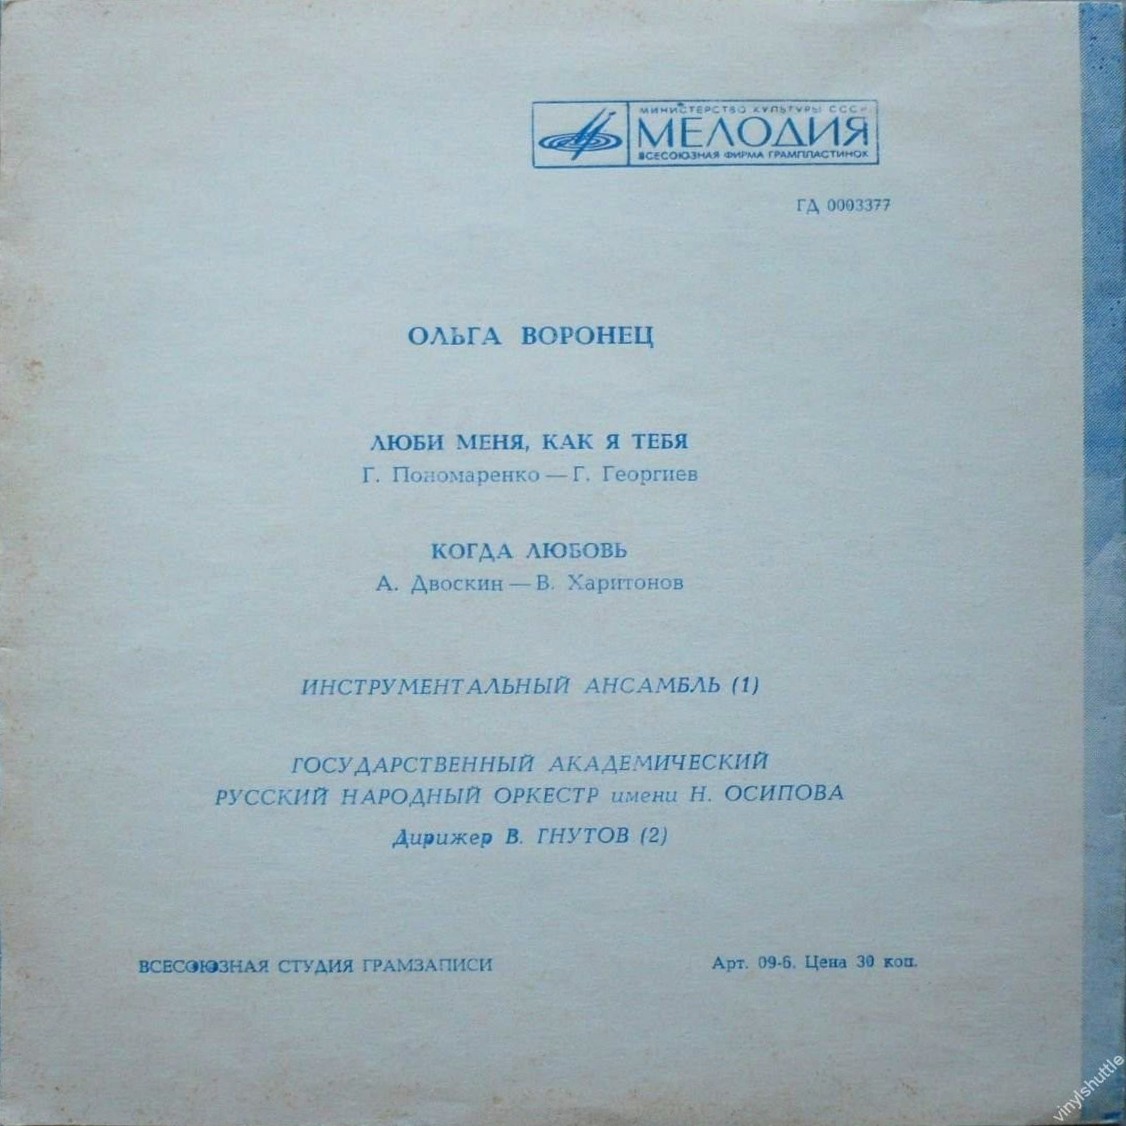 МИНИСТЕРСТВО КУЛЬТУРЫ СССР
МЕЛОДИЯ
ВСЕСОЮЗНАЯ ФИРМА ГРАМПЛАСТИНОК
ГД 0003377
ОЛЬГА ВОРОНЕЦ
ЛЮБИ МЕНЯ, КАК Я ТЕБЯ
Г. Пономаренко — Г. Георгиев
КОГДА ЛЮБОВЬ
А. Двоскин — В. Харитонов
ИНСТРУМЕНТАЛЬНЫЙ АНСАМБЛЬ (1)
ГОСУДАРСТВЕННЫЙ АКАДЕМИЧЕСКИЙ
РУССКИЙ НАРОДНЫЙ ОРКЕСТР имени Н. ОСИПОВА
Дирижер В. ГНУТОВ (2)
ВСЕСОЮЗНАЯ СТУДИЯ ГРАМЗАПИСИ
Арт. 09-6. Цена 30 коп.
vinylshuttle